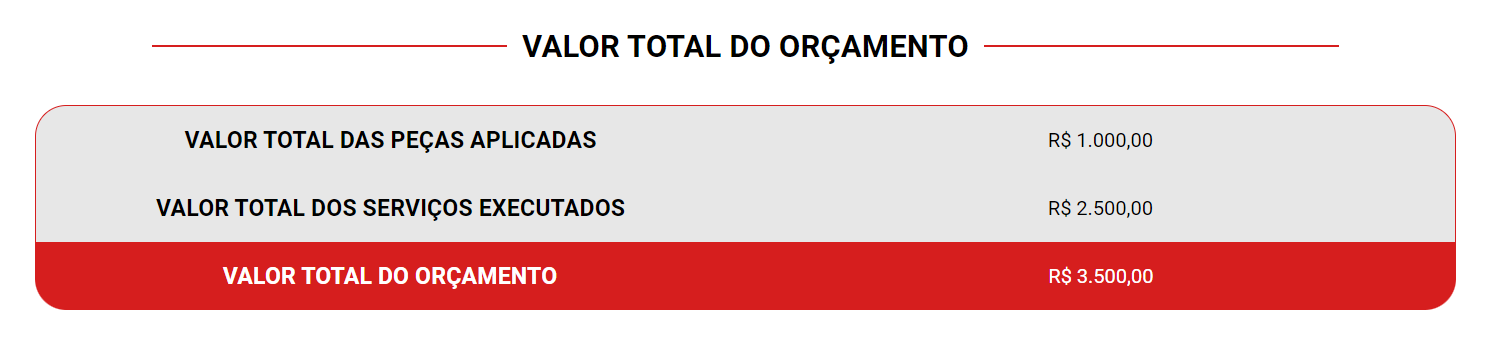 VALOR TOTAL DO ORÇAMENTO
VALOR TOTAL DAS PEÇAS APLICADAS R$ 1.000,00
VALOR TOTAL DOS SERVIÇOS EXECUTADOS R$ 2.500,00
VALOR TOTAL DO ORÇAMENTO R$ 3.500,00